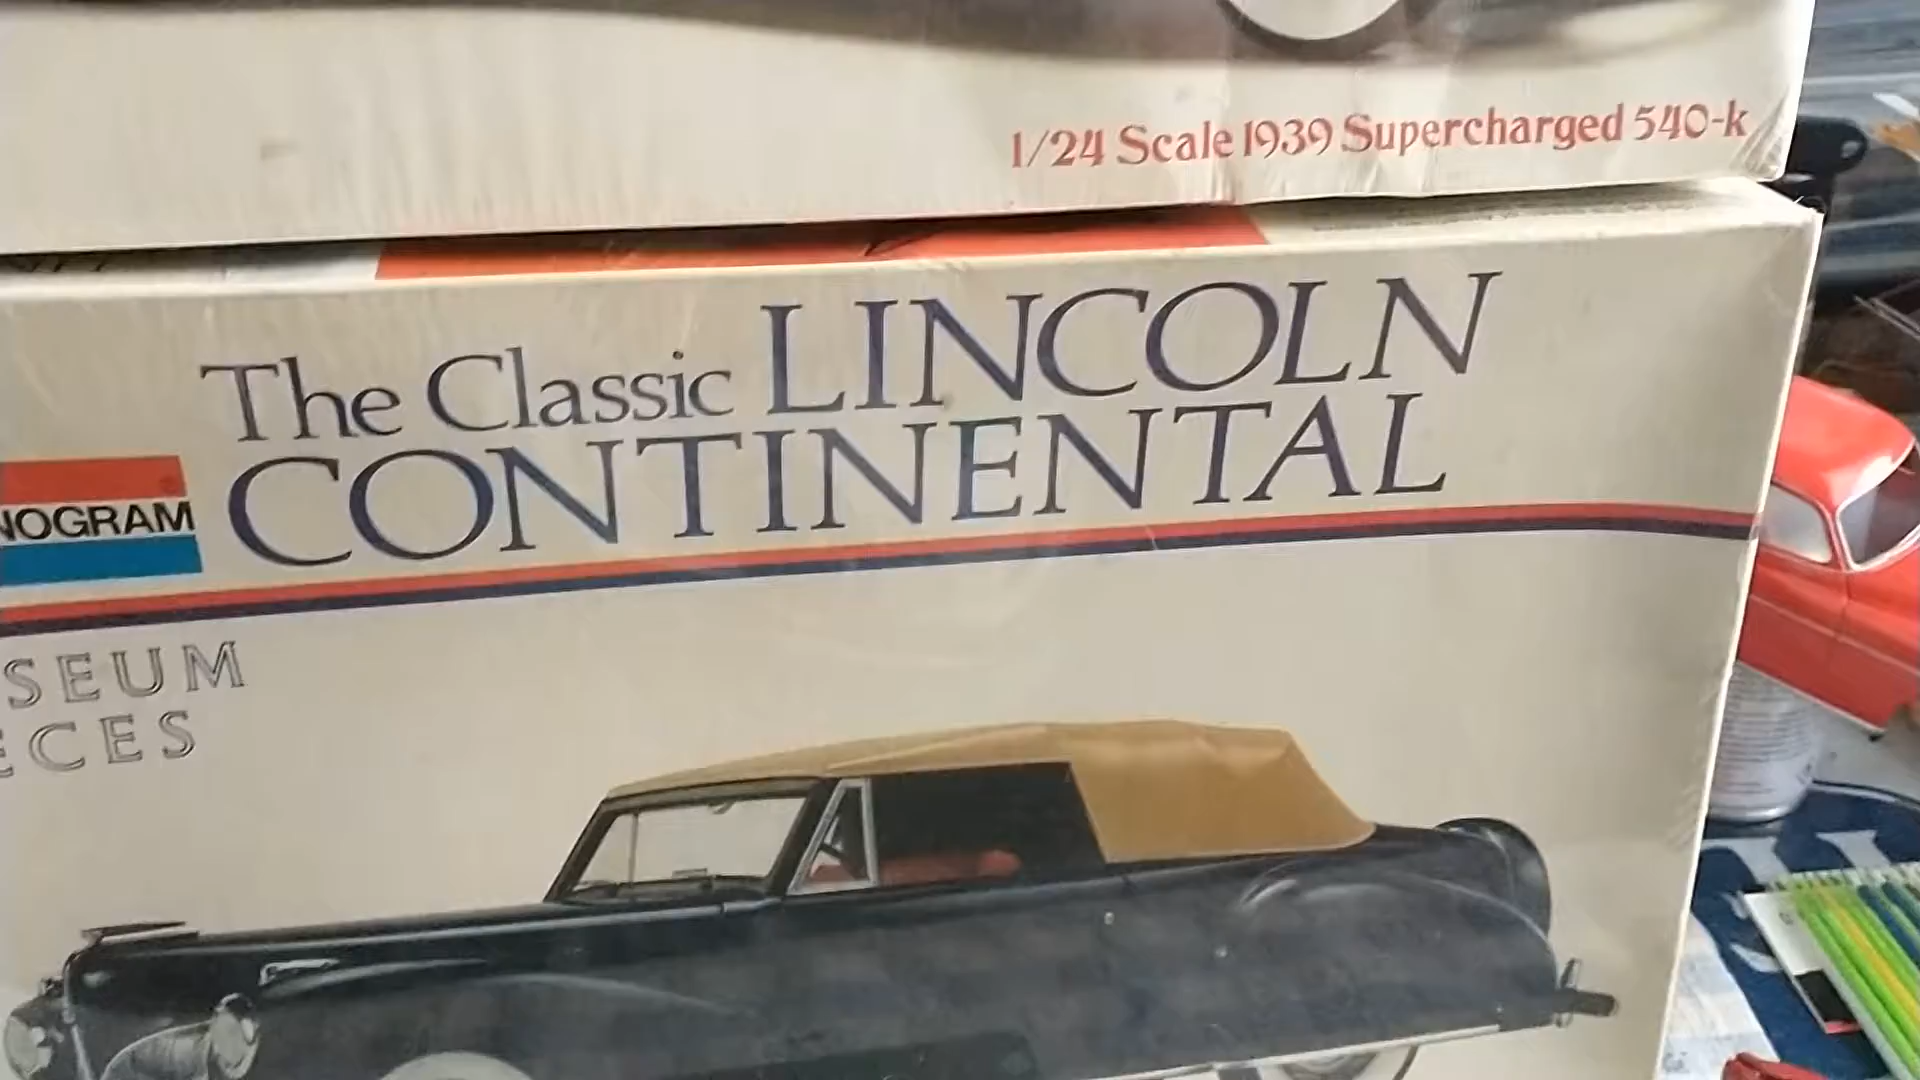 1/24 Scale 1939 Supercharged 540-k
The Classic LINCOLN
CONTINENTAL
NOGRAM
SEUM
ECES